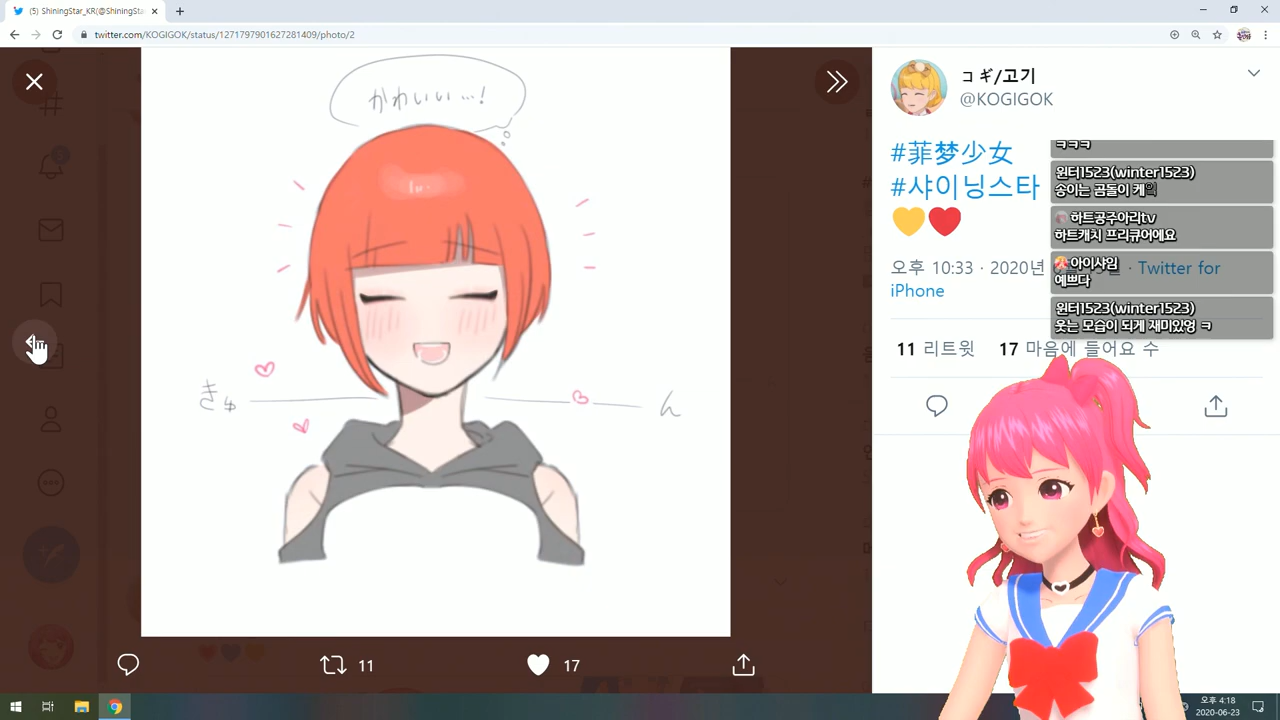 (5) ShiningStar_KR(@ShiningSta
twitter.com/KOGIGOK/status/1271797901627281409/photo/2
かわいい…!
きゅ
ん
11
17
コギ/고기
@KOGIGOK
#菲梦少女
#샤이닝스타
오후 10:33 · 2020년
· Twitter for
iPhone
11 리트윗 17 마음에 들어요 수
ㅋㅋㅋ
윈터1523(winter1523)
송이는 곰돌이 케익
하트공주아리tv
하트캐치 프리큐어에요
아이샤임
예쁘다
윈터1523(winter1523)
웃는 모습이 되게 재미있엉 ㅋ
오후 4:18
2020-06-23